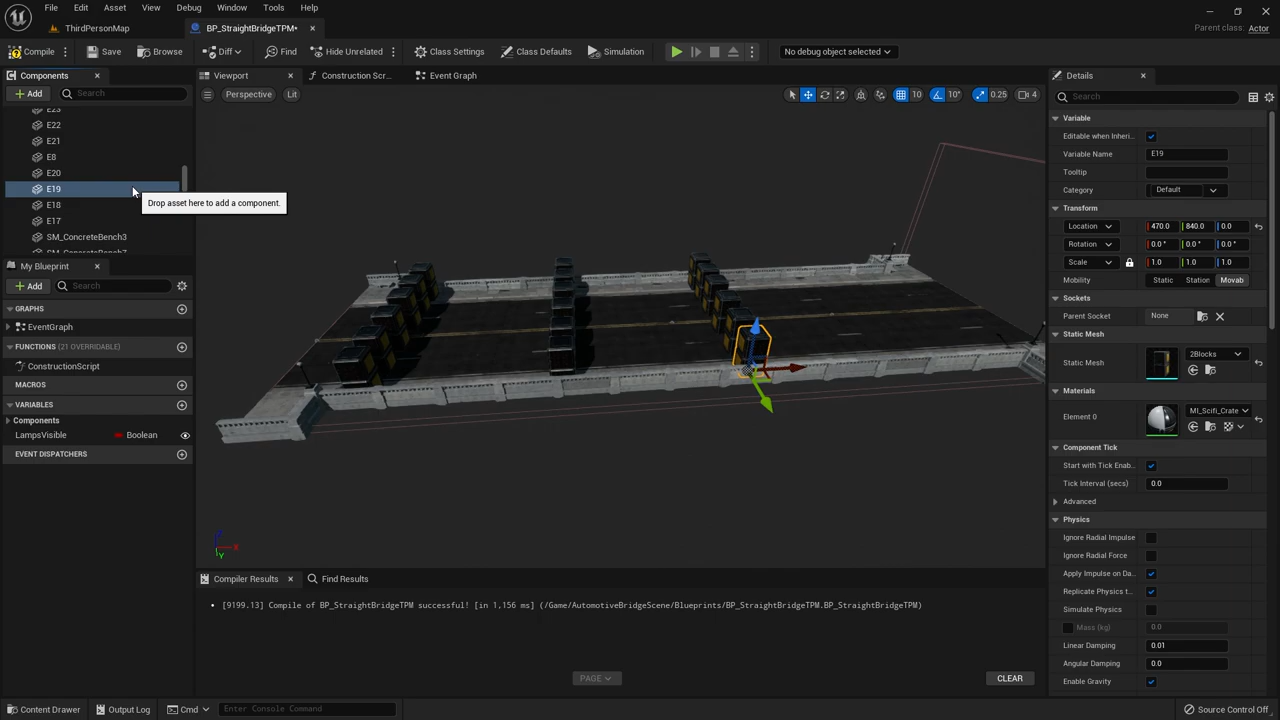 File Edit Asset View Debug Window Tools Help
ThirdPersonMap BP_StraightBridgeTPM* Parent class: Actor
Compile Save Browse Diff Find Hide Unrelated Class Settings Class Defaults Simulation No debug object selected
Components Viewport Construction Scr... Event Graph Details
Add Search Perspective Lit 10 10° 0.25 4 Search
E23
E22
E21
E8
E20
E19
E18
E17
SM_ConcreteBench3
Drop asset here to add a component.
My Blueprint
Add Search
GRAPHS
EventGraph
FUNCTIONS (21 OVERRIDABLE)
ConstructionScript
MACROS
VARIABLES
Components
LampsVisible Boolean
EVENT DISPATCHERS
Z X Y
Variable
Editable when Inheri...
Variable Name E19
Tooltip
Category Default
Transform
Location 470.0 840.0 0.0
Rotation 0.0 ° 0.0 ° 0.0 °
Scale 1.0 1.0 1.0
Mobility Static Station Movab
Sockets
Parent Socket None
Static Mesh
Static Mesh 2Blocks
Materials
Element 0 MI_Scifi_Crate
Component Tick
Start with Tick Enab...
Tick Interval (secs) 0.0
Advanced
Physics
Ignore Radial Impulse
Ignore Radial Force
Apply Impulse on Da...
Replicate Physics t...
Simulate Physics
Mass (kg) 0.0
Linear Damping 0.01
Angular Damping 0.0
Enable Gravity
Compiler Results Find Results
[9199.13] Compile of BP_StraightBridgeTPM successful! [in 1,156 ms] (/Game/AutomotiveBridgeScene/Blueprints/BP_StraightBridgeTPM.BP_StraightBridgeTPM)
PAGE CLEAR
Content Drawer Output Log Cmd Enter Console Command Source Control Off